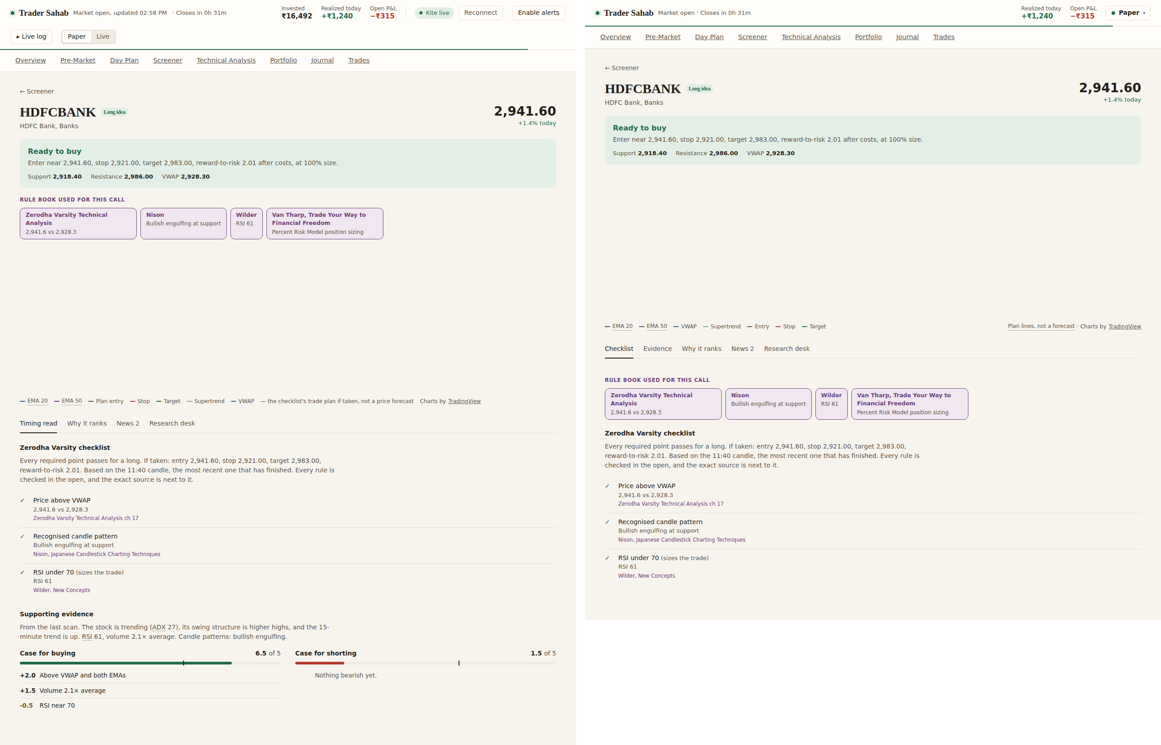 Trader Sahab Market open, updated 02:58 PM · Closes in 0h 31m
Invested ₹16,492
Realized today +₹1,240
Open P&L −₹315
Kite live
Reconnect
Enable alerts
▸ Live log
Paper Live
Overview Pre-Market Day Plan Screener Technical Analysis Portfolio Journal Trades
← Screener
HDFCBANK Long idea
2,941.60
HDFC Bank, Banks
+1.4% today
Ready to buy
Enter near 2,941.60, stop 2,921.00, target 2,983.00, reward-to-risk 2.01 after costs, at 100% size.
Support 2,918.40 Resistance 2,986.00 VWAP 2,928.30
RULE BOOK USED FOR THIS CALL
Zerodha Varsity Technical
Analysis
2,941.6 vs 2,928.3
Nison
Bullish engulfing at support
Wilder
RSI 61
Van Tharp, Trade Your Way to
Financial Freedom
Percent Risk Model position sizing
— EMA 20 — EMA 50 — Plan entry — Stop — Target — Supertrend — VWAP — the checklist's trade plan if taken, not a price forecast Charts by TradingView
Timing read Why it ranks News 2 Research desk
Zerodha Varsity checklist
Every required point passes for a long. If taken: entry 2,941.60, stop 2,921.00, target 2,983.00,
reward-to-risk 2.01. Based on the 11:40 candle, the most recent one that has finished. Every rule is
checked in the open, and the exact source is next to it.
✓ Price above VWAP
2,941.6 vs 2,928.3
Zerodha Varsity Technical Analysis ch 17
✓ Recognised candle pattern
Bullish engulfing at support
Nison, Japanese Candlestick Charting Techniques
✓ RSI under 70 (sizes the trade)
RSI 61
Wilder, New Concepts
Supporting evidence
From the last scan. The stock is trending (ADX 27), its swing structure is higher highs, and the 15-
minute trend is up. RSI 61, volume 2.1× average. Candle patterns: bullish engulfing.
Case for buying 6.5 of 5
+2.0 Above VWAP and both EMAs
+1.5 Volume 2.1× average
-0.5 RSI near 70
Case for shorting 1.5 of 5
Nothing bearish yet.
Trader Sahab Market open · Closes in 0h 31m
Realized today +₹1,240
Open P&L −₹315
Paper
Overview Pre-Market Day Plan Screener Technical Analysis Portfolio Journal Trades
← Screener
HDFCBANK Long idea
2,941.60
HDFC Bank, Banks
+1.4% today
Ready to buy
Enter near 2,941.60, stop 2,921.00, target 2,983.00, reward-to-risk 2.01 after costs, at 100% size.
Support 2,918.40 Resistance 2,986.00 VWAP 2,928.30
— EMA 20 — EMA 50 — VWAP — Supertrend — Entry — Stop — Target
Plan lines, not a forecast · Charts by TradingView
Checklist Evidence Why it ranks News 2 Research desk
RULE BOOK USED FOR THIS CALL
Zerodha Varsity Technical
Analysis
2,941.6 vs 2,928.3
Nison
Bullish engulfing at support
Wilder
RSI 61
Van Tharp, Trade Your Way to
Financial Freedom
Percent Risk Model position sizing
Zerodha Varsity checklist
Every required point passes for a long. If taken: entry 2,941.60, stop 2,921.00, target 2,983.00,
reward-to-risk 2.01. Based on the 11:40 candle, the most recent one that has finished. Every rule is
checked in the open, and the exact source is next to it.
✓ Price above VWAP
2,941.6 vs 2,928.3
Zerodha Varsity Technical Analysis ch 17
✓ Recognised candle pattern
Bullish engulfing at support
Nison, Japanese Candlestick Charting Techniques
✓ RSI under 70 (sizes the trade)
RSI 61
Wilder, New Concepts